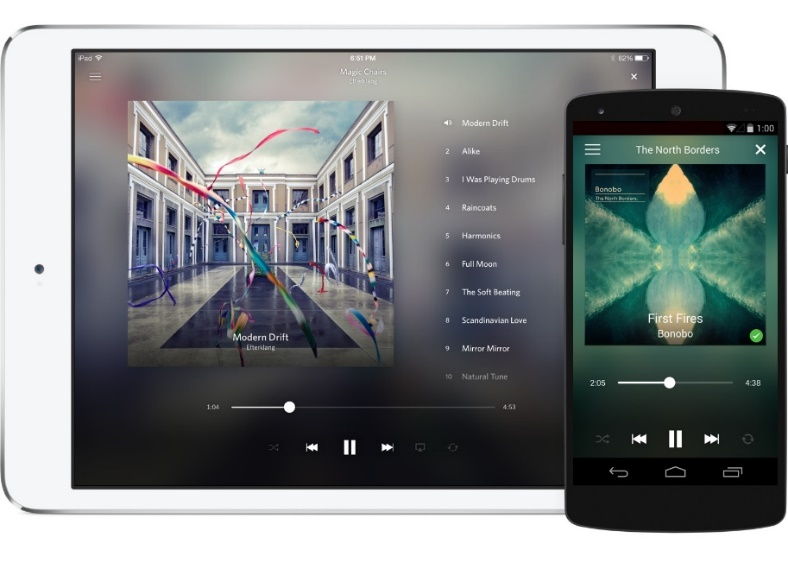 iPad
6:51 PM
62%
Magic Chairs
Efterklang
Modern Drift
2 Alike
3 I Was Playing Drums
4 Raincoats
5 Harmonics
6 Full Moon
7 The Soft Beating
8 Scandinavian Love
9 Mirror Mirror
10 Natural Tune
Modern Drift
Efterklang
1:04
4:53
1:00
The North Borders
Bonobo
The North Borders.
First Fires
Bonobo
2:05
4:38